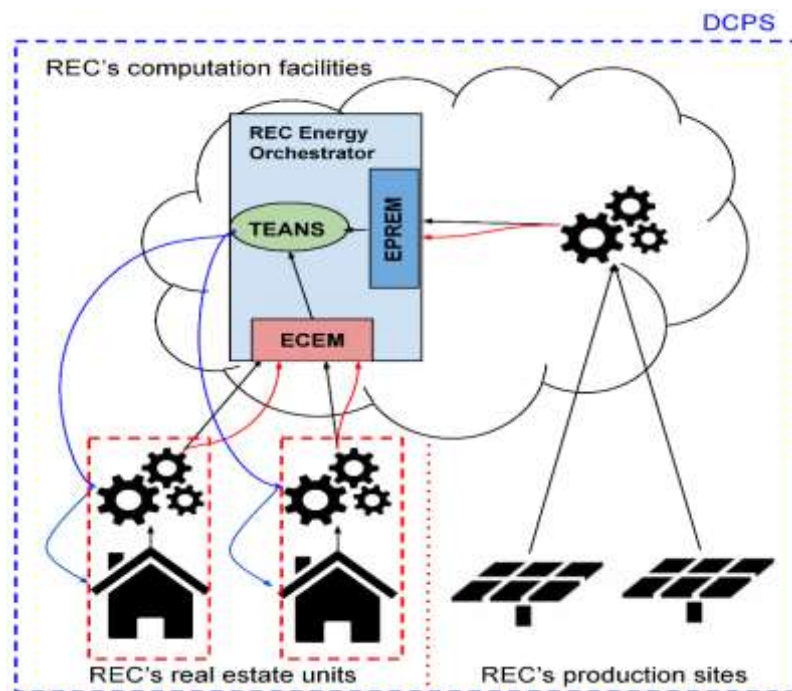 DCPS
REC's computation facilities
REC Energy
Orchestrator
TEANS
EPREM
ECEM
REC's real estate units
REC's production sites